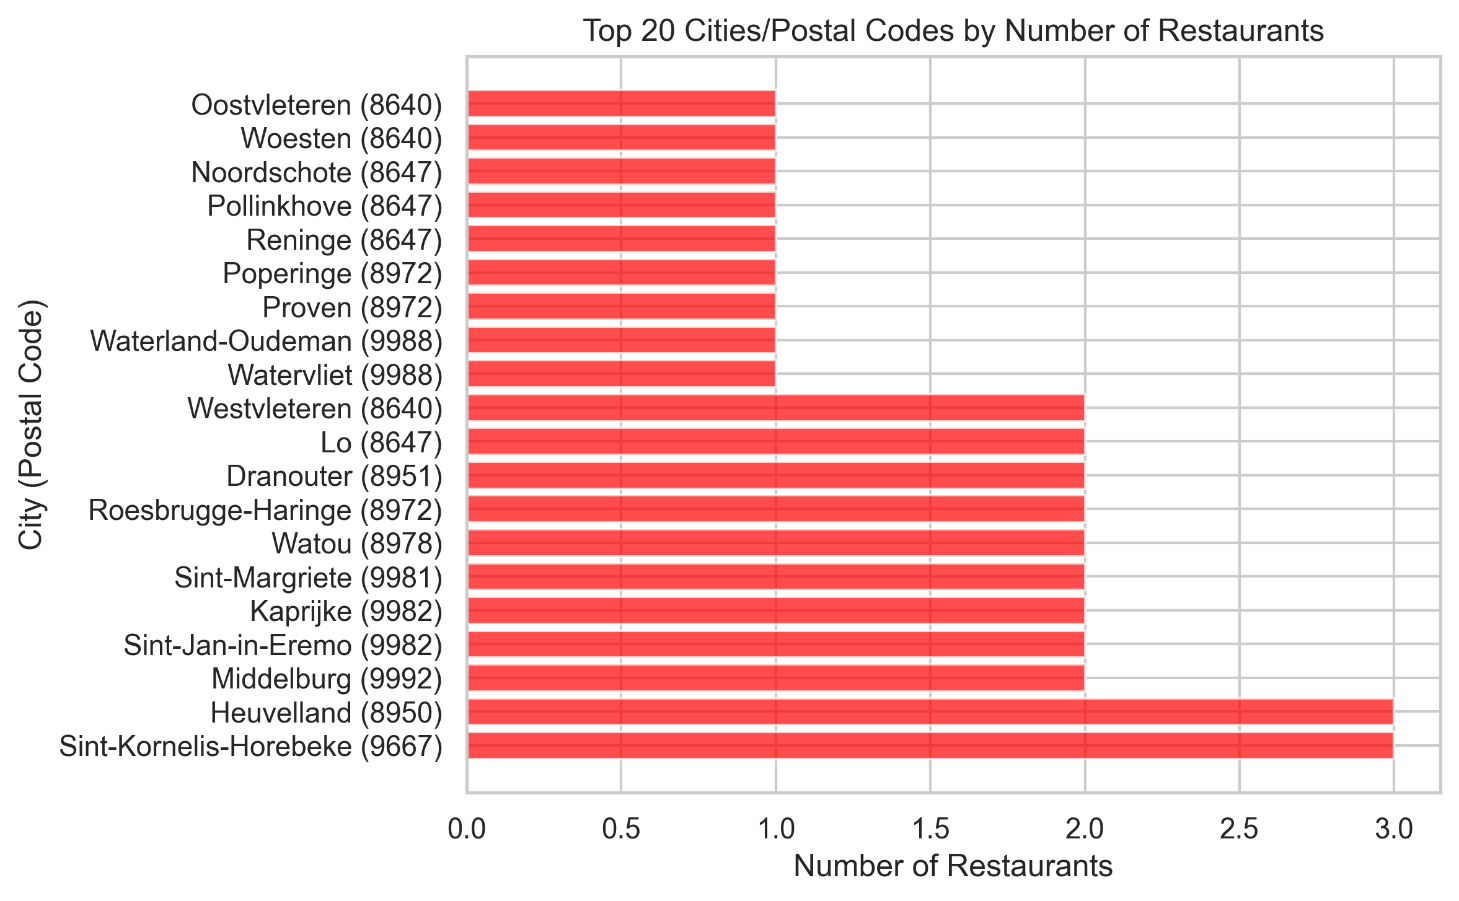 Top 20 Cities/Postal Codes by Number of Restaurants
Oostvleteren (8640)
Woesten (8640)
Noordschote (8647)
Pollinkhove (8647)
Reninge (8647)
Poperinge (8972)
Proven (8972)
Waterland-Oudeman (9988)
Watervliet (9988)
Westvleteren (8640)
Lo (8647)
Dranouter (8951)
Roesbrugge-Haringe (8972)
Watou (8978)
Sint-Margriete (9981)
Kaprijke (9982)
Sint-Jan-in-Eremo (9982)
Middelburg (9992)
Heuvelland (8950)
Sint-Kornelis-Horebeke (9667)
City (Postal Code)
0.0 0.5 1.0 1.5 2.0 2.5 3.0
Number of Restaurants